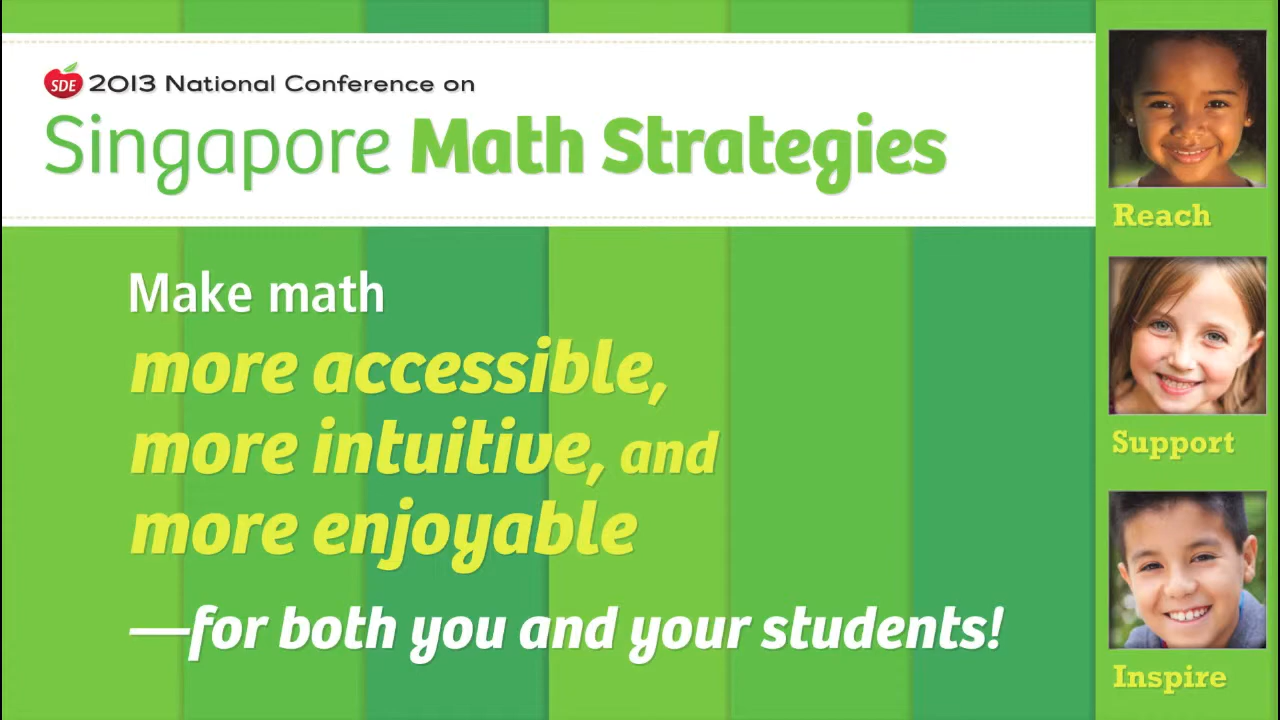 SDE 2013 National Conference on
Singapore Math Strategies
Make math
more accessible,
more intuitive, and
more enjoyable
—for both you and your students!
Reach
Support
Inspire